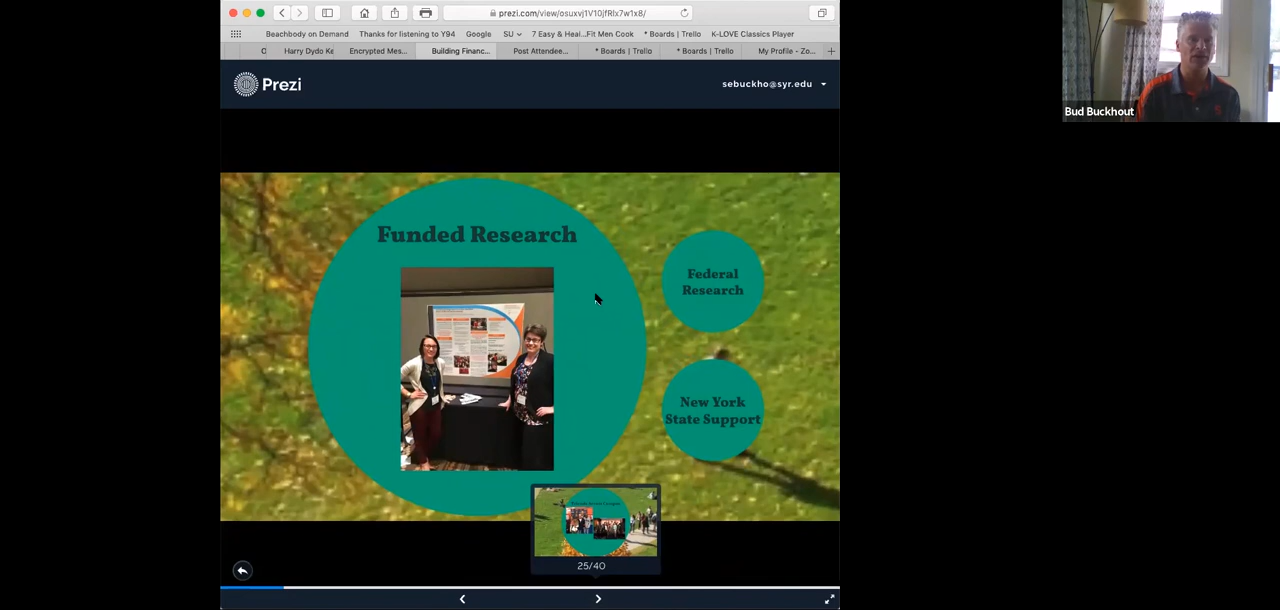 prezi.com/view/osuxvj1V10jfRlx7w1x8/
Beachbody on Demand
Thanks for listening to Y94
Google
SU
7 Easy & Heal...Fit Men Cook
* Boards | Trello
K-LOVE Classics Player
Harry Dydo Ke
Encrypted Mes...
Building Financ...
Post Attendee...
* Boards | Trello
* Boards | Trello
My Profile - Zo...
Prezi
sebuckho@syr.edu
Bud Buckhout
Funded Research
Federal
Research
New York
State Support
25/40